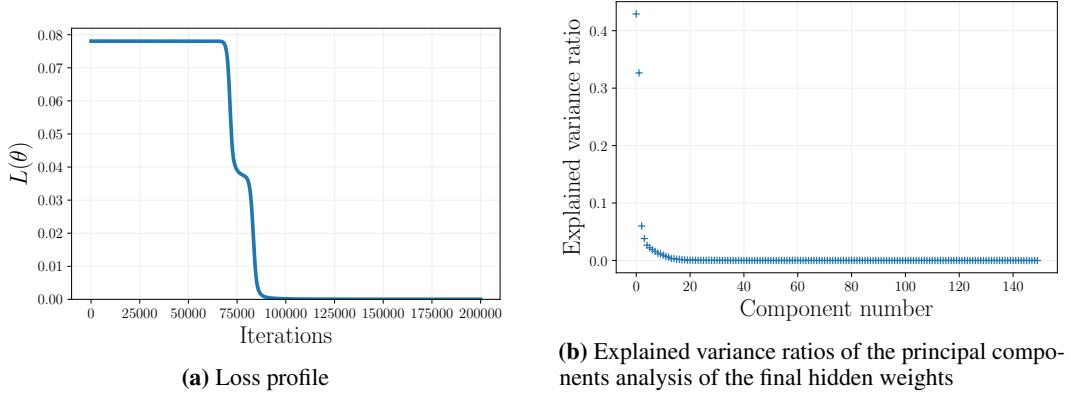 0.08
0.07
0.06
0.05
0.04
0.03
0.02
0.01
0.00
L(θ)
0 25000 50000 75000 100000 125000 150000 175000 200000
Iterations
(a) Loss profile
0.4
0.3
0.2
0.1
0.0
Explained variance ratio
0 20 40 60 80 100 120 140
Component number
(b) Explained variance ratios of the principal compo-
nents analysis of the final hidden weights